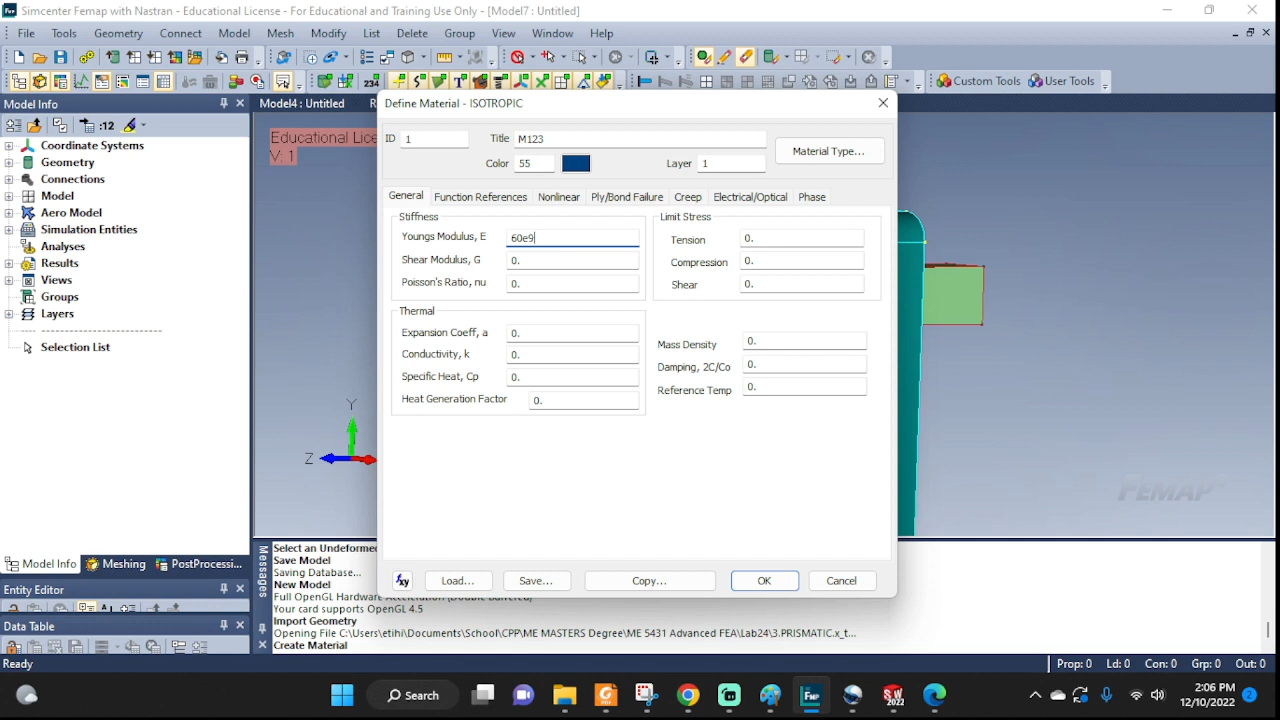 Simcenter Femap with Nastran - Educational License - For Educational and Training Use Only - [Model7 : Untitled]
File Tools Geometry Connect Model Mesh Modify List Delete Group View Window Help
234
Custom Tools User Tools
Model Info
Model4 : Untitled
:12
Coordinate Systems
Geometry
Connections
Model
Aero Model
Simulation Entities
Analyses
Results
Views
Groups
Layers
Selection List
Educational Lice
V: 1
Y
Z
FEMAP
Define Material - ISOTROPIC
ID 1 Title M123
Color 55 Layer 1 Material Type...
General Function References Nonlinear Ply/Bond Failure Creep Electrical/Optical Phase
Stiffness
Youngs Modulus, E 60e9
Shear Modulus, G 0.
Poisson's Ratio, nu 0.
Limit Stress
Tension 0.
Compression 0.
Shear 0.
Thermal
Expansion Coeff, a 0.
Conductivity, k 0.
Specific Heat, Cp 0.
Heat Generation Factor 0.
Mass Density 0.
Damping, 2C/Co 0.
Reference Temp 0.
Load... Save... Copy... OK Cancel
Model Info Meshing PostProcessi...
Entity Editor
Data Table
Messages
Select an Undeforme
Save Model
Saving Database...
New Model
Full OpenGL Hardware Acceleration (Double Buffered)
Your card supports OpenGL 4.5
Import Geometry
Opening File C:\Users\etihi\Documents\School\CPP\ME MASTERS Degree\ME 5431 Advanced FEA\Lab24\3.PRISMATIC.x_t...
Create Material
Ready
Prop: 0 Ld: 0 Con: 0 Grp: 0 Out: 0
Search
2:06 PM
12/10/2022
2